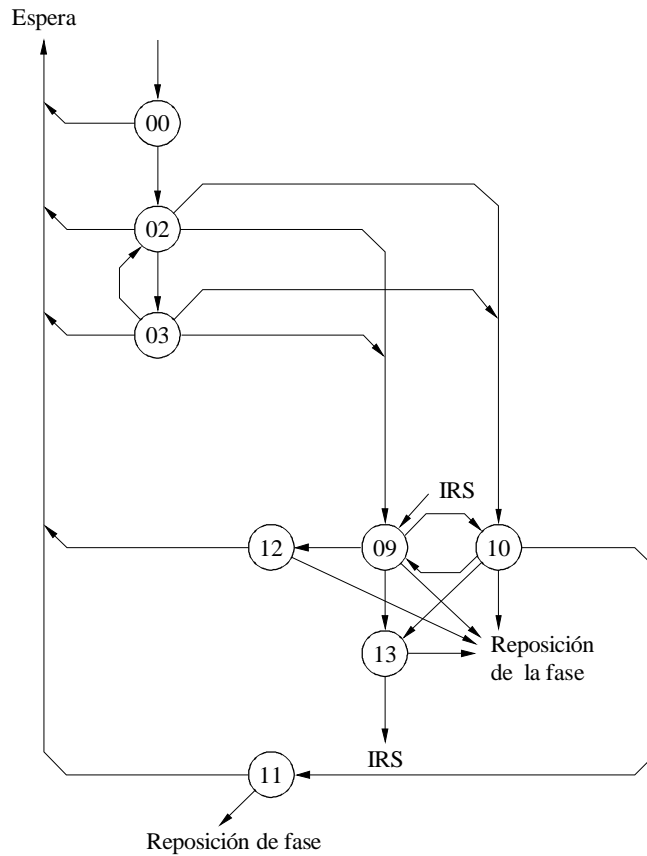 Espera
00
02
03
IRS
12
09
10
13
Reposición
de la fase
IRS
11
Reposición de fase